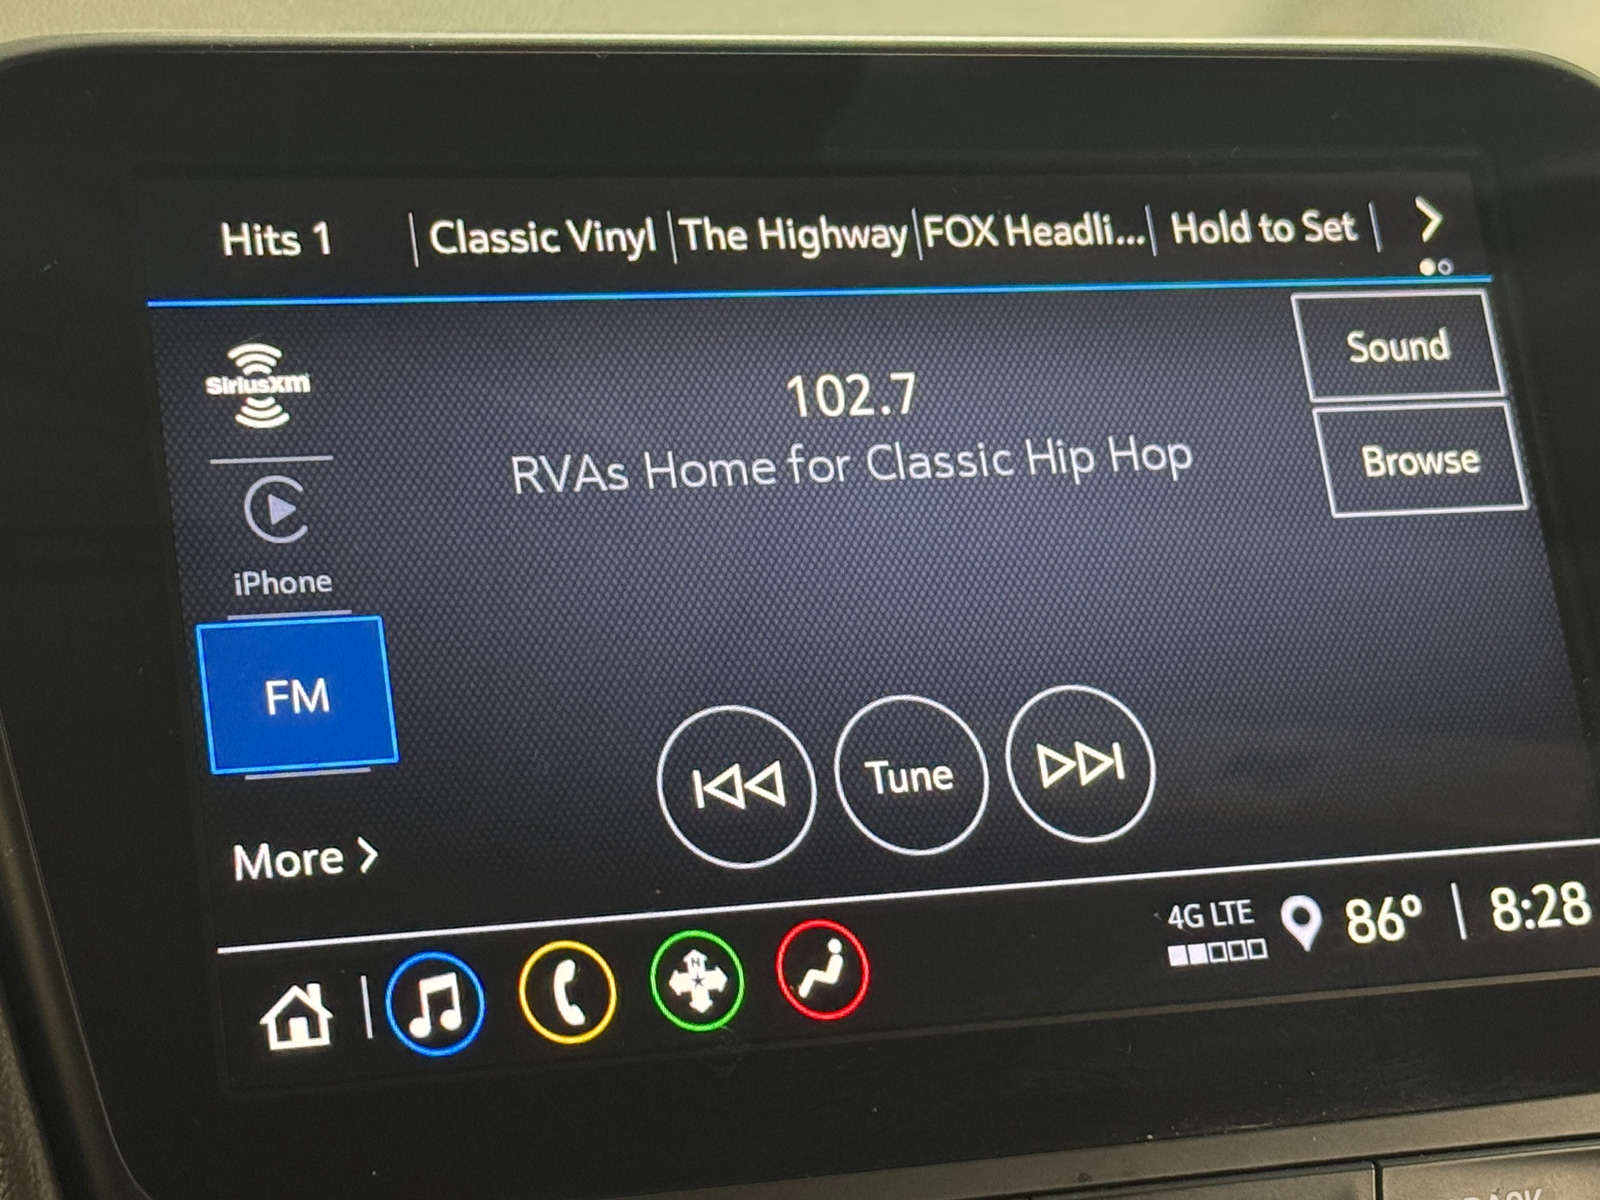 Hits 1
Classic Vinyl
The Highway
FOX Headli...
Hold to Set
SiriusXM
102.7
Sound
RVAs Home for Classic Hip Hop
Browse
iPhone
FM
Tune
More
4G LTE
86°
8:28
N
BACK